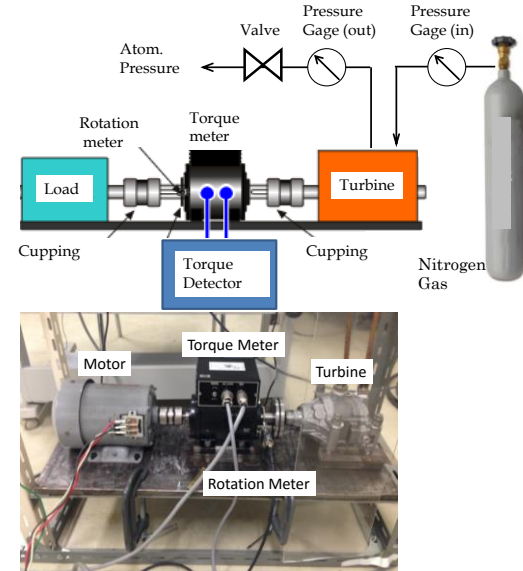 Pressure
Gage (out)
Pressure
Gage (in)
Valve
Atom.
Pressure
Torque
meter
Rotation
meter
Load
Turbine
Cupping
Cupping
Torque
Detector
Nitrogen
Gas
Motor
Torque Meter
Turbine
Rotation Meter